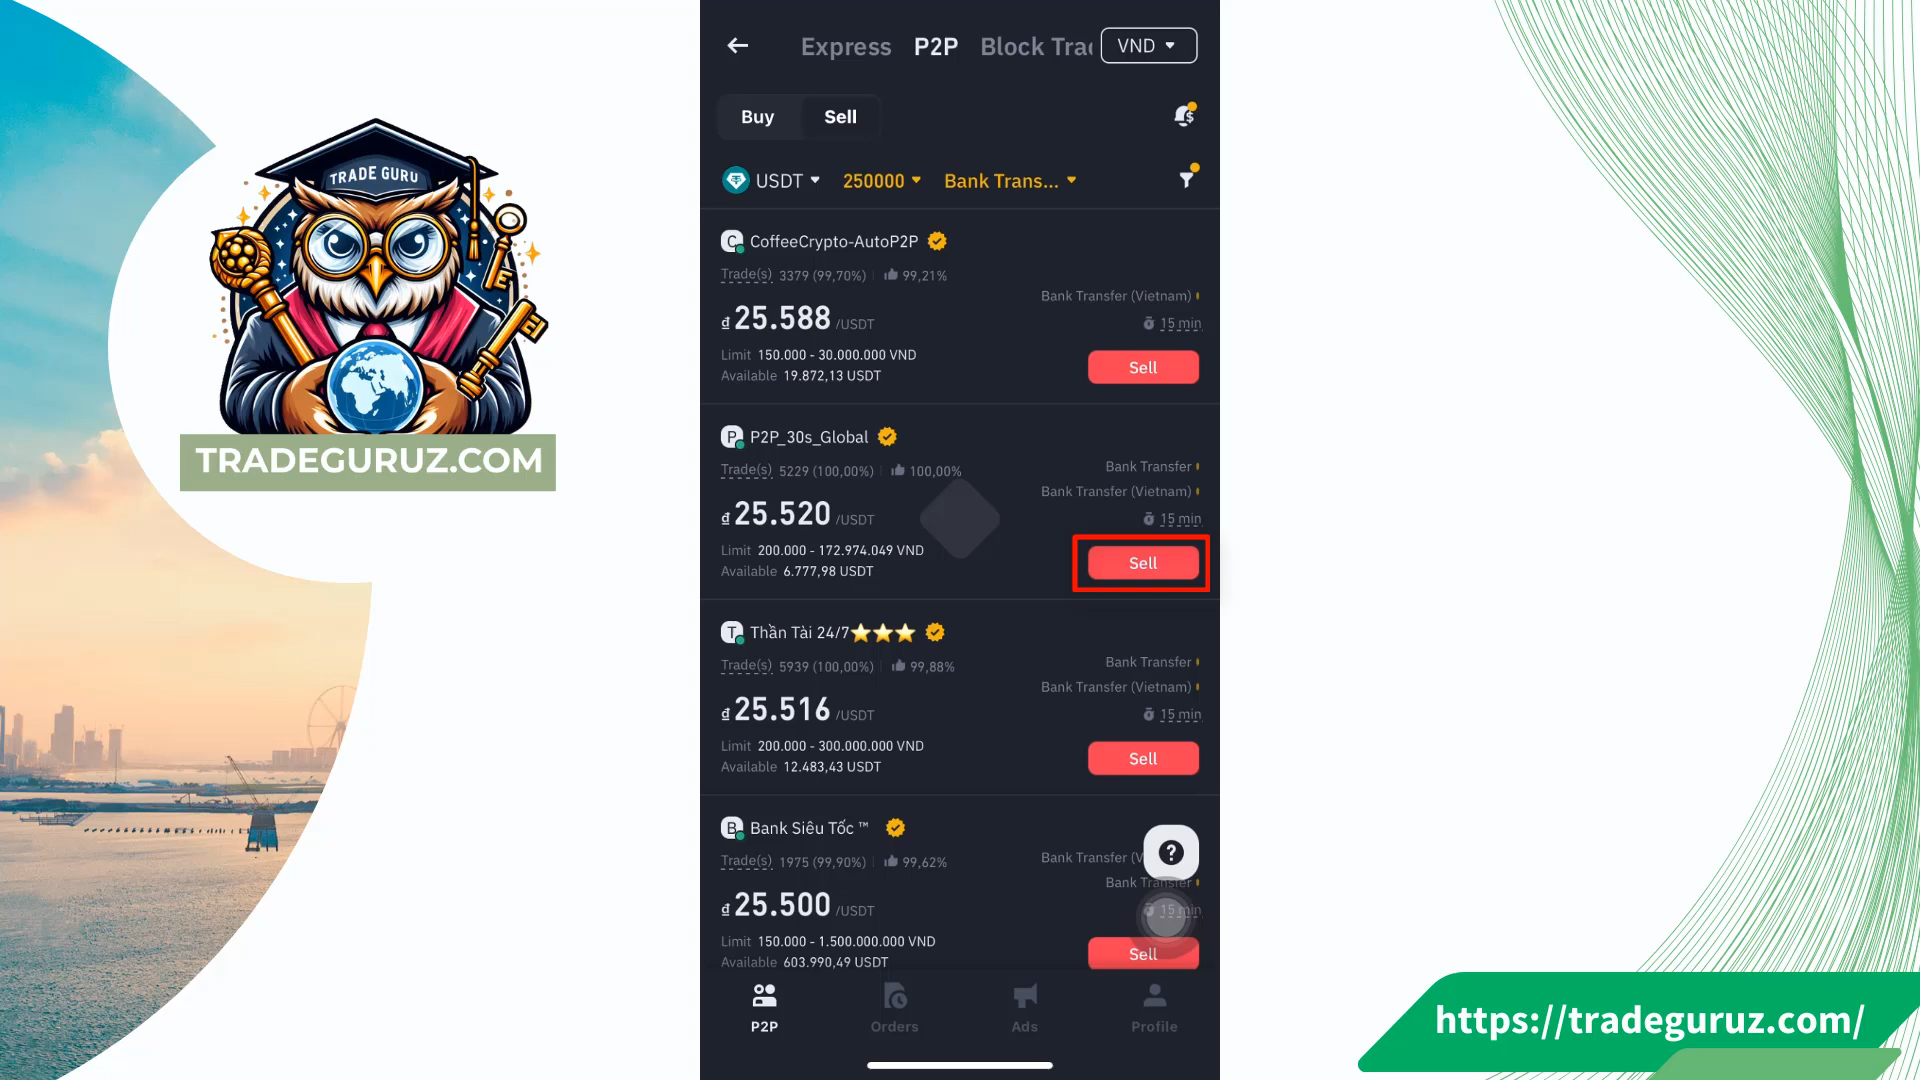 TRADE GURU
TRADEGURUZ.COM
Express P2P Block Trad VND
Buy Sell
USDT 250000 Bank Trans...
C CoffeeCrypto-AutoP2P
Trade(s) 3379 (99,70%) 99,21%
Bank Transfer (Vietnam)
đ 25.588 /USDT
15 min
Limit 150.000 - 30.000.000 VND
Available 19.872,13 USDT
Sell
P P2P_30s_Global
Trade(s) 5229 (100,00%) 100,00%
Bank Transfer
Bank Transfer (Vietnam)
đ 25.520 /USDT
15 min
Limit 200.000 - 172.974.049 VND
Available 6.777,98 USDT
Sell
T Thần Tài 24/7⭐⭐⭐
Trade(s) 5939 (100,00%) 99,88%
Bank Transfer
Bank Transfer (Vietnam)
đ 25.516 /USDT
15 min
Limit 200.000 - 300.000.000 VND
Available 12.483,43 USDT
Sell
B Bank Siêu Tốc ™
Trade(s) 1975 (99,90%) 99,62%
Bank Transfer (V
Bank Transfer
đ 25.500 /USDT
15 min
Limit 150.000 - 1.500.000.000 VND
Available 603.990,49 USDT
Sell
P2P Orders Ads Profile
https://tradeguruz.com/